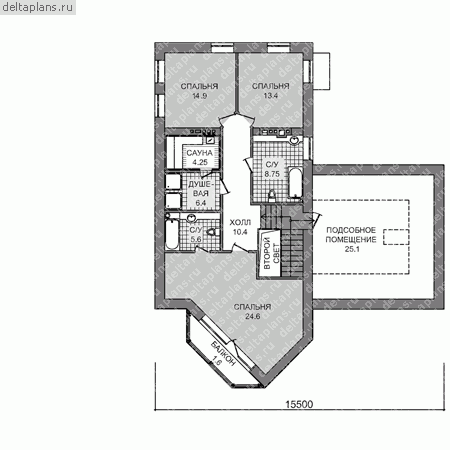 deltaplans.ru
СПАЛЬНЯ
14.9
СПАЛЬНЯ
13.4
САУНА
4.25
С/У
8.75
ДУШЕ-
ВАЯ
6.4
С/У
5.6
ХОЛЛ
10.4
ВТОРОЙ
СВЕТ
ПОДСОБНОЕ
ПОМЕЩЕНИЕ
25.1
СПАЛЬНЯ
24.6
БАЛКОН
1.6
15500